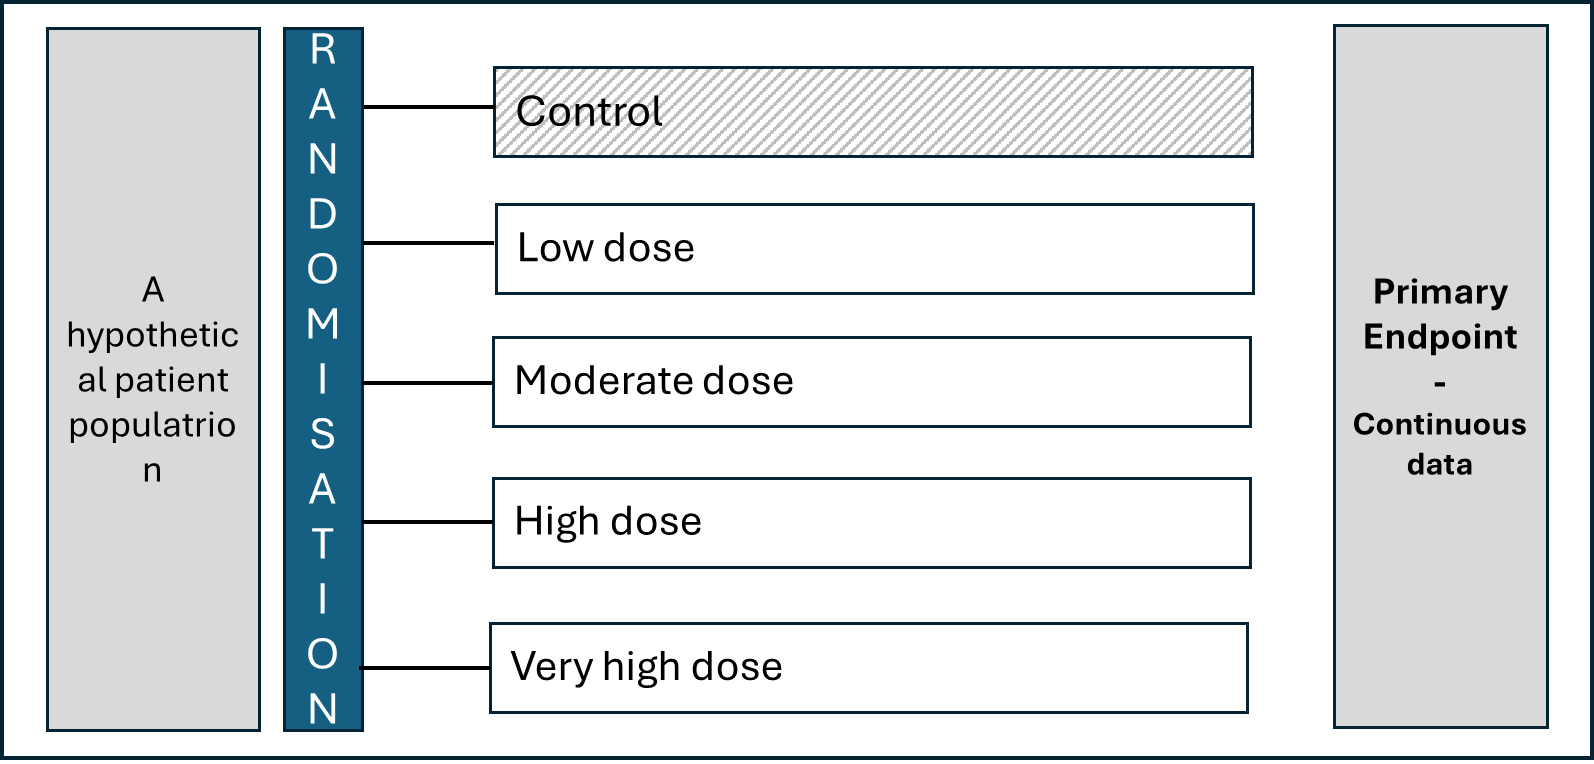 A
hypothetic
al patient
populatrio
n
R
A
N
D
O
M
I
S
A
T
I
O
N
Control
Low dose
Moderate dose
High dose
Very high dose
Primary
Endpoint
-
Continuous
data